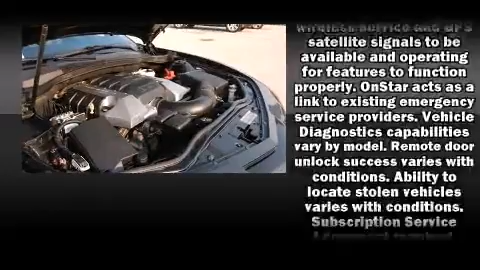 satellite signals to be
available and operating
for features to function
properly. OnStar acts as a
link to existing emergency
service providers. Vehicle
Diagnostics capabilities
vary by model. Remote door
unlock success varies with
conditions. Ability to
locate stolen vehicles
varies with conditions.
Subscription Service